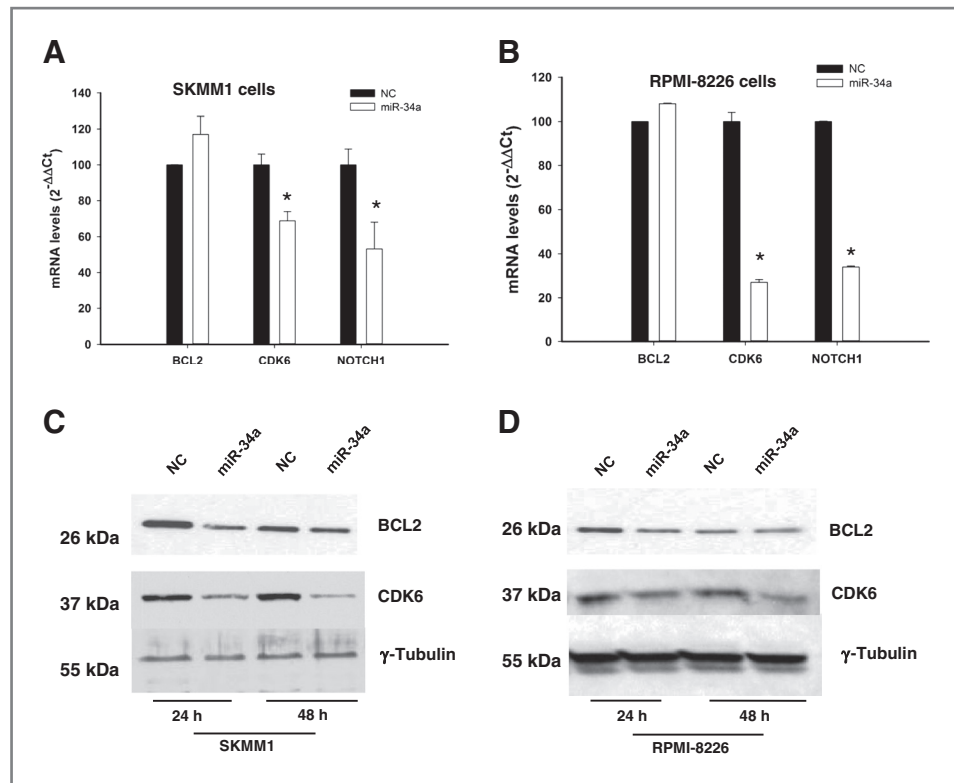 A
SKMM1 cells
NC
miR-34a
mRNA levels (2^-ΔΔCt)
140
120
100
80
60
40
20
0
*
*
BCL2
CDK6
NOTCH1
B
RPMI-8226 cells
NC
miR-34a
mRNA levels (2^-ΔΔCt)
120
100
80
60
40
20
0
*
*
BCL2
CDK6
NOTCH1
C
NC
miR-34a
NC
miR-34a
26 kDa
BCL2
37 kDa
CDK6
55 kDa
γ-Tubulin
24 h
48 h
SKMM1
D
NC
miR-34a
NC
miR-34a
26 kDa
BCL2
37 kDa
CDK6
55 kDa
γ-Tubulin
24 h
48 h
RPMI-8226